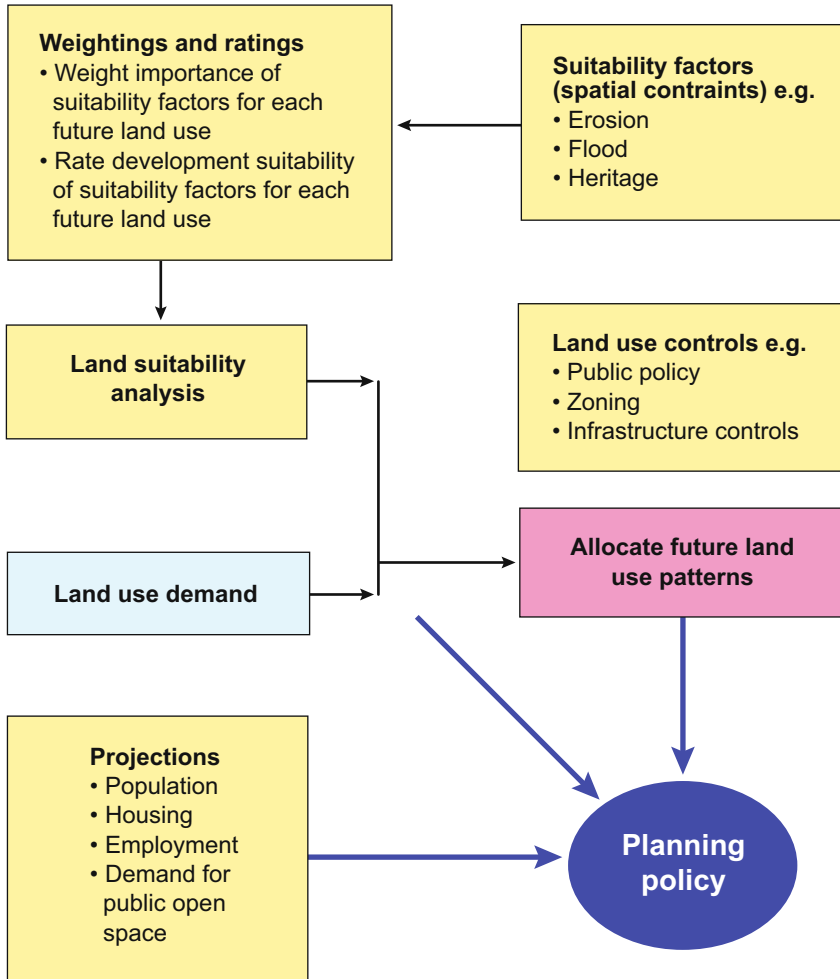 Weightings and ratings
• Weight importance of
suitability factors for each
future land use
• Rate development suitability
of suitability factors for each
future land use
Suitability factors
(spatial contraints) e.g.
• Erosion
• Flood
• Heritage
Land suitability
analysis
Land use controls e.g.
• Public policy
• Zoning
• Infrastructure controls
Land use demand
Allocate future land
use patterns
Projections
• Population
• Housing
• Employment
• Demand for
public open
space
Planning
policy